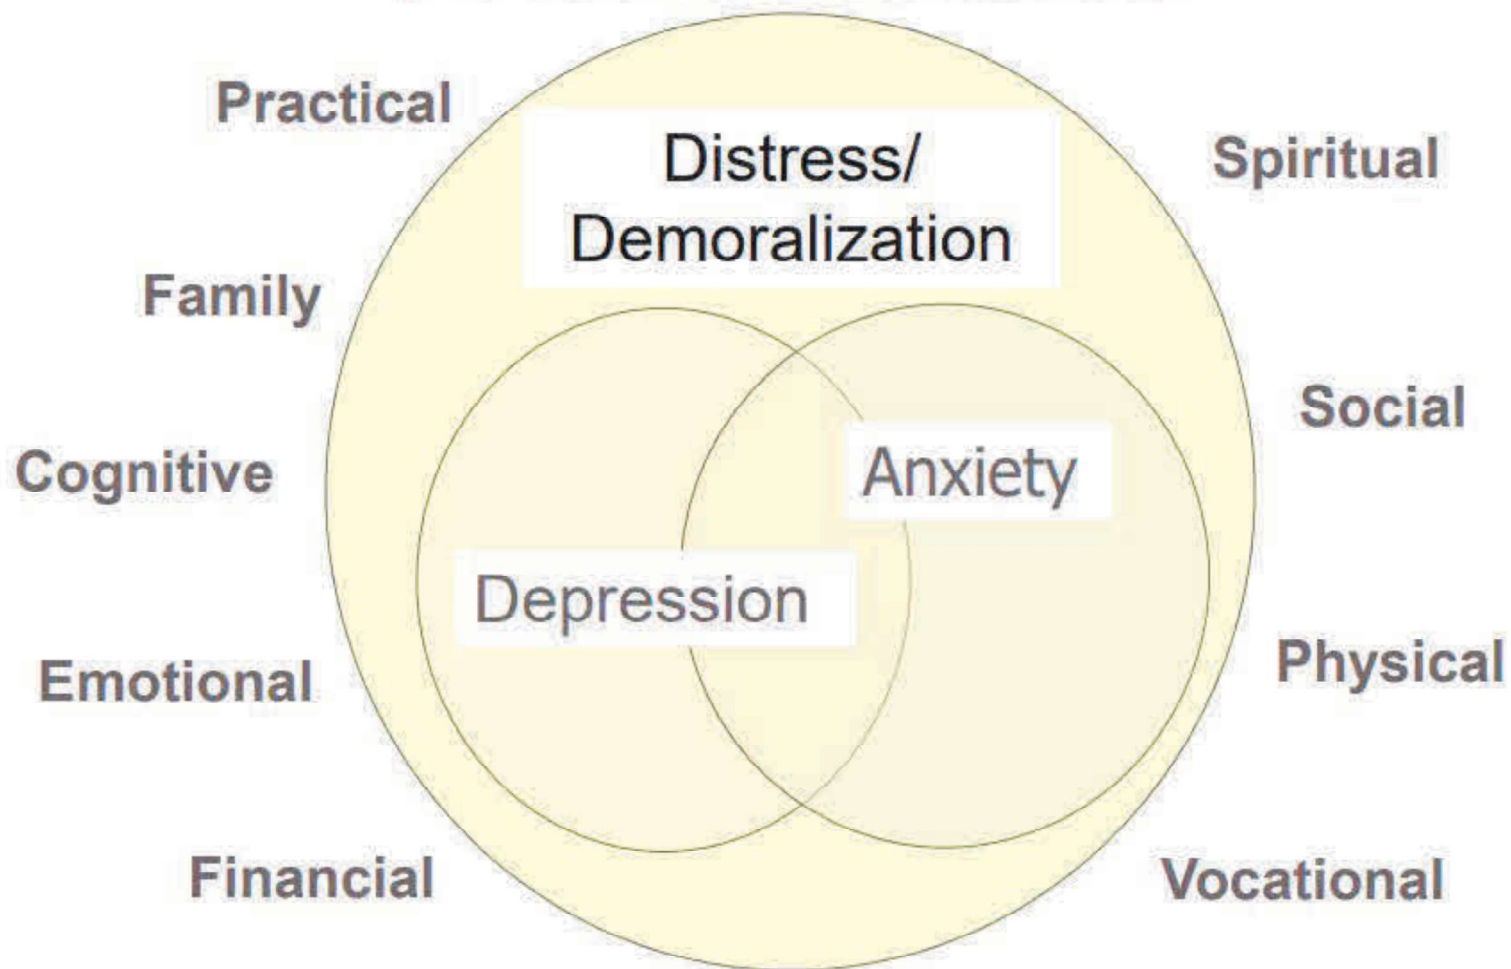 Practical
Distress/
Demoralization
Spiritual
Family
Social
Cognitive
Anxiety
Depression
Emotional
Physical
Financial
Vocational